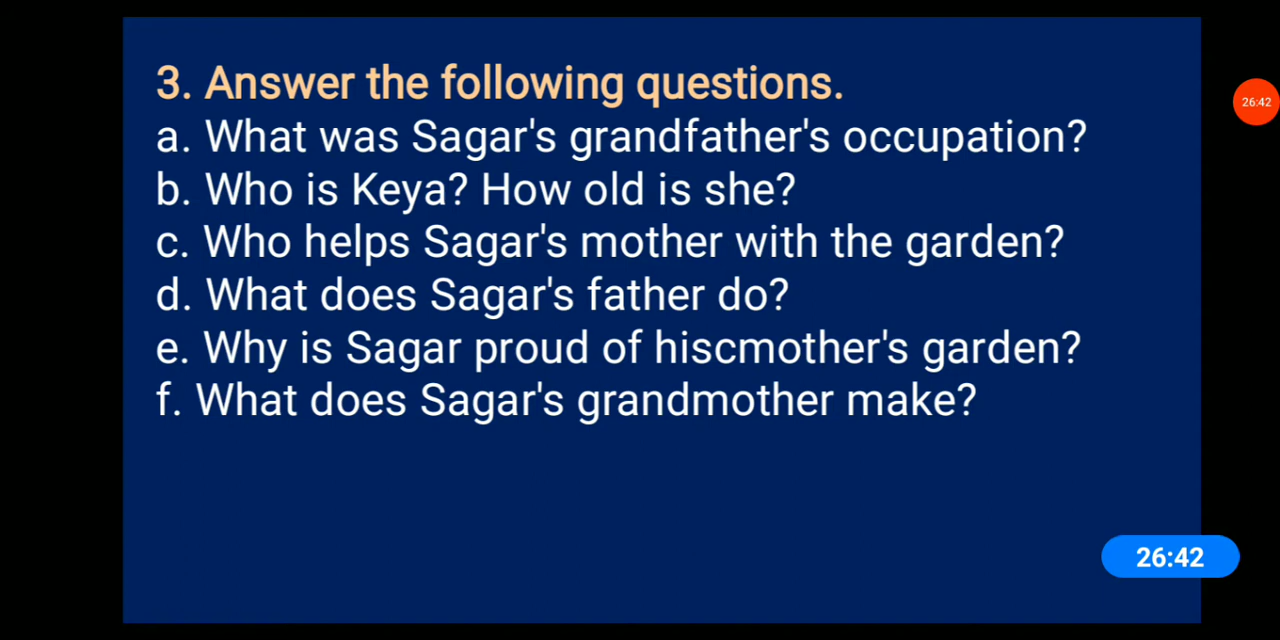 3. Answer the following questions.
a. What was Sagar's grandfather's occupation?
26:42
b. Who is Keya? How old is she?
c. Who helps Sagar's mother with the garden?
d. What does Sagar's father do?
e. Why is Sagar proud of hiscmother's garden?
f. What does Sagar's grandmother make?
26:42